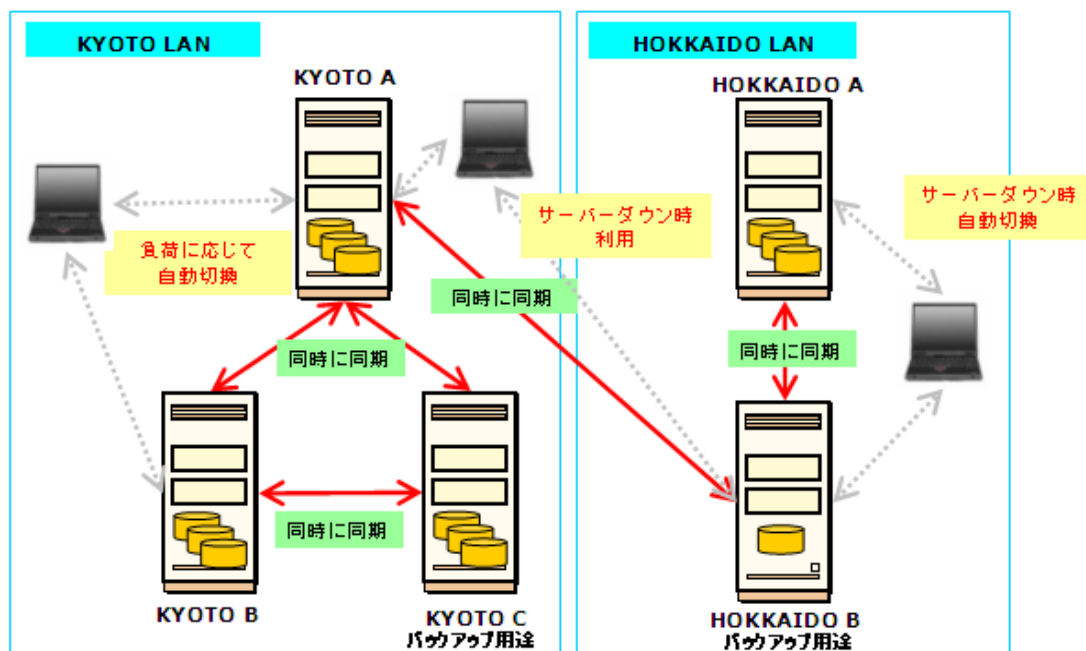 KYOTO LAN
HOKKAIDO LAN
KYOTO A
HOKKAIDO A
サーバーダウン時
利用
サーバーダウン時
自動切換
負荷に応じて
自動切換
同時に同期
同時に同期
同時に同期
同時に同期
KYOTO B
KYOTO C
バックアップ用途
HOKKAIDO B
バックアップ用途